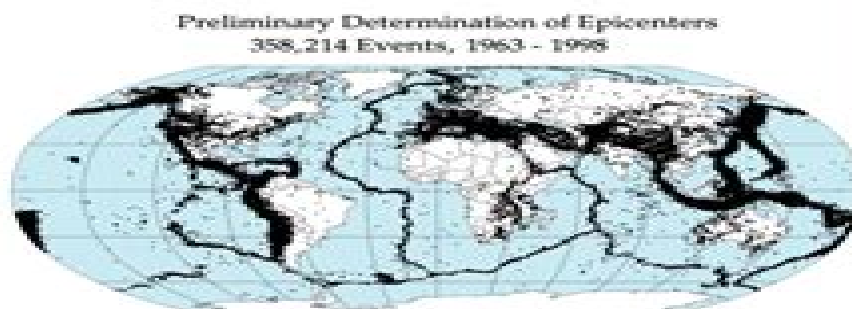 Preliminary Determination of Epicenters
358,214 Events, 1963 - 1998